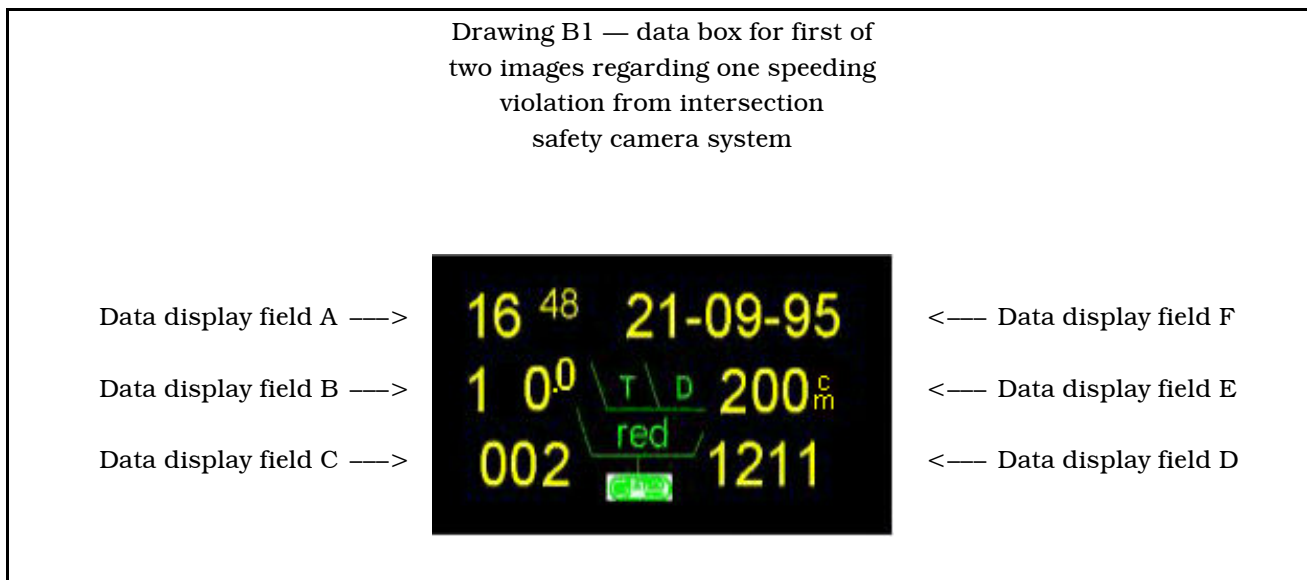 Drawing B1 — data box for first of
two images regarding one speeding
violation from intersection
safety camera system
Data display field A ––––> 16 48 21-09-95 <–––– Data display field F
Data display field B ––––> 1 0.0 T D 200 cm <–––– Data display field E
red
Data display field C ––––> 002 1211 <–––– Data display field D